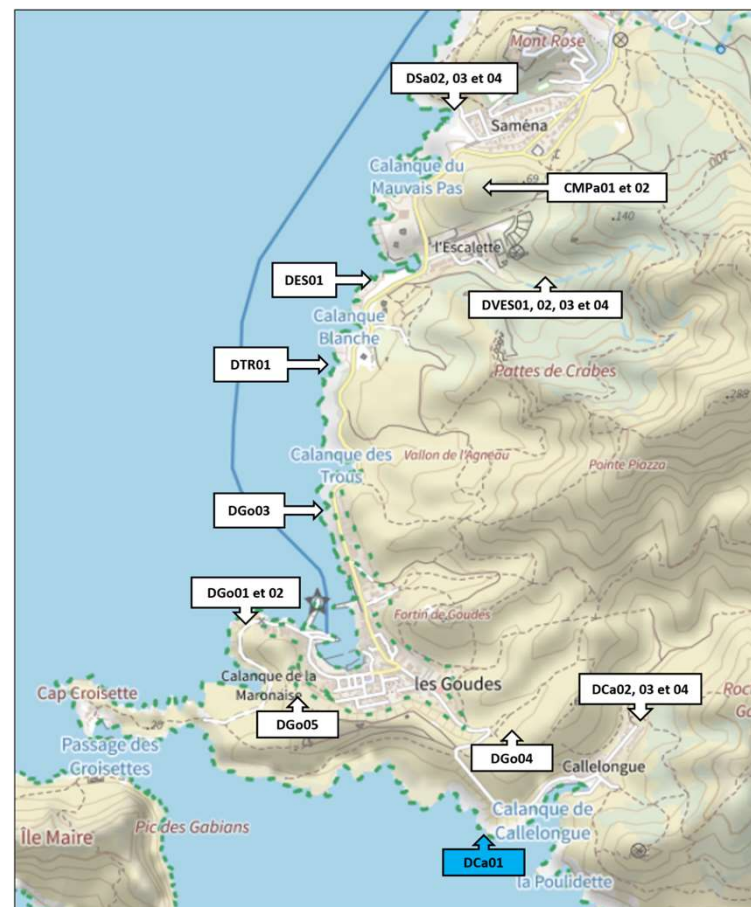 Mont Rose
DSa02, 03 et 04
Saména
Calanque du
Mauvais Pas
69
CMPa01 et 02
100
140
l'Escalette
DES01
DVES01, 02, 03 et 04
Calanque
Blanche
DTR01
Pattes de Crabes
Calanque des
Trous
Vallon de l'Agneau
Pointe Piazza
DGo03
DGo01 et 02
Fortin de Goudes
Calanque de la
Maronaise
les Goudes
DCa02, 03 et 04
Cap Croisette
20
DGo05
Passage des
Croisettes
DGo04
Callelongue
Calanque de
Callelongue
Île Maire
Pic des Gabians
DCa01
la Poulidette